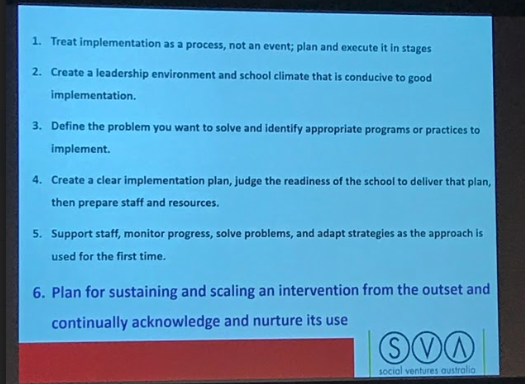 1. Treat implementation as a process, not an event; plan and execute it in stages
2. Create a leadership environment and school climate that is conducive to good
implementation.
3. Define the problem you want to solve and identify appropriate programs or practices to
implement.
4. Create a clear implementation plan, judge the readiness of the school to deliver that plan,
then prepare staff and resources.
5. Support staff, monitor progress, solve problems, and adapt strategies as the approach is
used for the first time.
6. Plan for sustaining and scaling an intervention from the outset and
continually acknowledge and nurture its use
SVA
social ventures australia